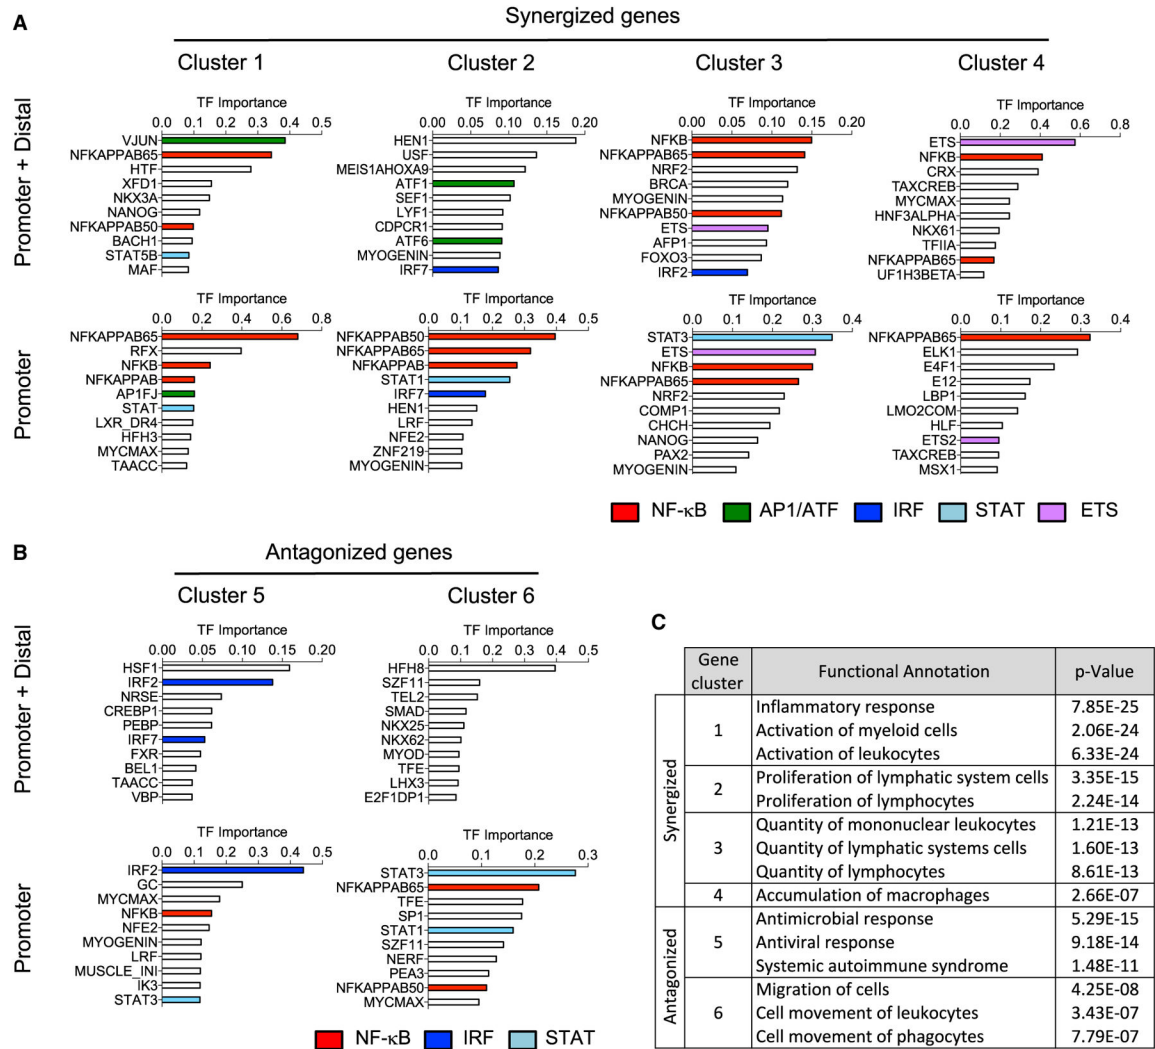 A
Synergized genes
Cluster 1
Cluster 2
Cluster 3
Cluster 4
Promoter + Distal
TF Importance
0.0 0.1 0.2 0.3 0.4 0.5
VJUN
NFKAPPAB65
HTF
XFD1
NKX3A
NANOG
NFKAPPAB50
BACH1
STAT5B
MAF
TF Importance
0.00 0.05 0.10 0.15 0.20
HEN1
USF
MEIS1AHOXA9
ATF1
SEF1
LYF1
CDPCR1
ATF6
MYOGENIN
IRF7
TF Importance
0.00 0.05 0.10 0.15 0.20
NFKB
NFKAPPAB65
NRF2
BRCA
MYOGENIN
NFKAPPAB50
ETS
AFP1
FOXO3
IRF2
TF Importance
0.0 0.2 0.4 0.6 0.8
ETS
NFKB
CRX
TAXCREB
MYCMAX
HNF3ALPHA
NKX61
TFIIA
NFKAPPAB65
UF1H3BETA
Promoter
TF Importance
0.0 0.2 0.4 0.6 0.8
NFKAPPAB65
RFX
NFKB
NFKAPPAB
AP1FJ
STAT
LXR_DR4
HFH3
MYCMAX
TAACC
TF Importance
0.0 0.1 0.2 0.3 0.4 0.5
NFKAPPAB50
NFKAPPAB65
NFKAPPAB
STAT1
IRF7
HEN1
LRF
NFE2
ZNF219
MYOGENIN
TF Importance
0.0 0.1 0.2 0.3 0.4
STAT3
ETS
NFKB
NFKAPPAB65
NRF2
COMP1
CHCH
NANOG
PAX2
MYOGENIN
TF Importance
0.0 0.1 0.2 0.3 0.4
NFKAPPAB65
ELK1
E4F1
E12
LBP1
LMO2COM
HLF
ETS2
TAXCREB
MSX1
NF-κB AP1/ATF IRF STAT ETS
B
Antagonized genes
Cluster 5
Cluster 6
Promoter + Distal
TF Importance
0.00 0.05 0.10 0.15 0.20
HSF1
IRF2
NRSE
CREBP1
PEBP
IRF7
FXR
BEL1
TAACC
VBP
TF Importance
0.0 0.1 0.2 0.3 0.4 0.5
HFH8
SZF11
TEL2
SMAD
NKX25
NKX62
MYOD
TFE
LHX3
E2F1DP1
Promoter
TF Importance
0.0 0.1 0.2 0.3 0.4 0.5
IRF2
GC
MYCMAX
NFKB
NFE2
MYOGENIN
LRF
MUSCLE_INI
IK3
STAT3
TF Importance
0.0 0.1 0.2 0.3
STAT3
NFKAPPAB65
TFE
SP1
STAT1
SZF11
NERF
PEA3
NFKAPPAB50
MYCMAX
NF-κB IRF STAT
C
Gene cluster Functional Annotation p-Value
Synergized
1
Inflammatory response 7.85E-25
Activation of myeloid cells 2.06E-24
Activation of leukocytes 6.33E-24
2
Proliferation of lymphatic system cells 3.35E-15
Proliferation of lymphocytes 2.24E-14
3
Quantity of mononuclear leukocytes 1.21E-13
Quantity of lymphatic systems cells 1.60E-13
Quantity of lymphocytes 8.61E-13
4
Accumulation of macrophages 2.66E-07
Antagonized
5
Antimicrobial response 5.29E-15
Antiviral response 9.18E-14
Systemic autoimmune syndrome 1.48E-11
6
Migration of cells 4.25E-08
Cell movement of leukocytes 3.43E-07
Cell movement of phagocytes 7.79E-07